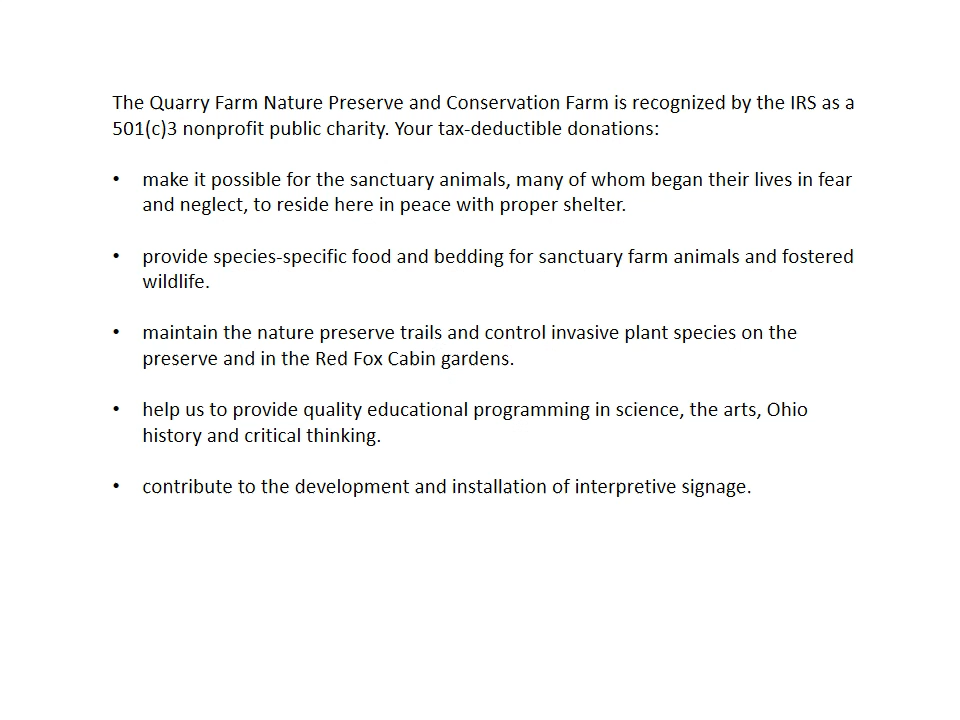 The Quarry Farm Nature Preserve and Conservation Farm is recognized by the IRS as a
501(c)3 nonprofit public charity. Your tax-deductible donations:
• make it possible for the sanctuary animals, many of whom began their lives in fear
and neglect, to reside here in peace with proper shelter.
• provide species-specific food and bedding for sanctuary farm animals and fostered
wildlife.
• maintain the nature preserve trails and control invasive plant species on the
preserve and in the Red Fox Cabin gardens.
• help us to provide quality educational programming in science, the arts, Ohio
history and critical thinking.
• contribute to the development and installation of interpretive signage.